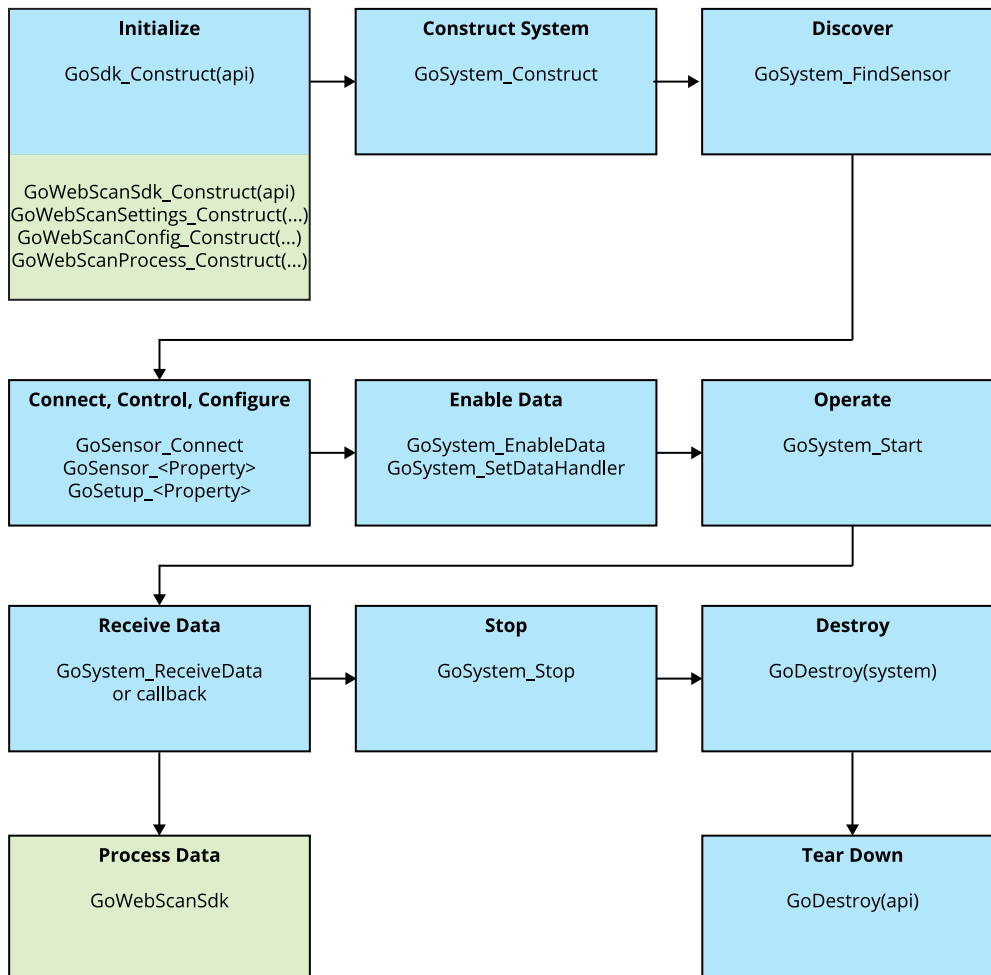 Initialize
GoSdk_Construct(api)
GoWebScanSdk_Construct(api)
GoWebScanSettings_Construct(...)
GoWebScanConfig_Construct(...)
GoWebScanProcess_Construct(...)
Construct System
GoSystem_Construct
Discover
GoSystem_FindSensor
Connect, Control, Configure
GoSensor_Connect
GoSensor_<Property>
GoSetup_<Property>
Enable Data
GoSystem_EnableData
GoSystem_SetDataHandler
Operate
GoSystem_Start
Receive Data
GoSystem_ReceiveData
or callback
Stop
GoSystem_Stop
Destroy
GoDestroy(system)
Process Data
GoWebScanSdk
Tear Down
GoDestroy(api)